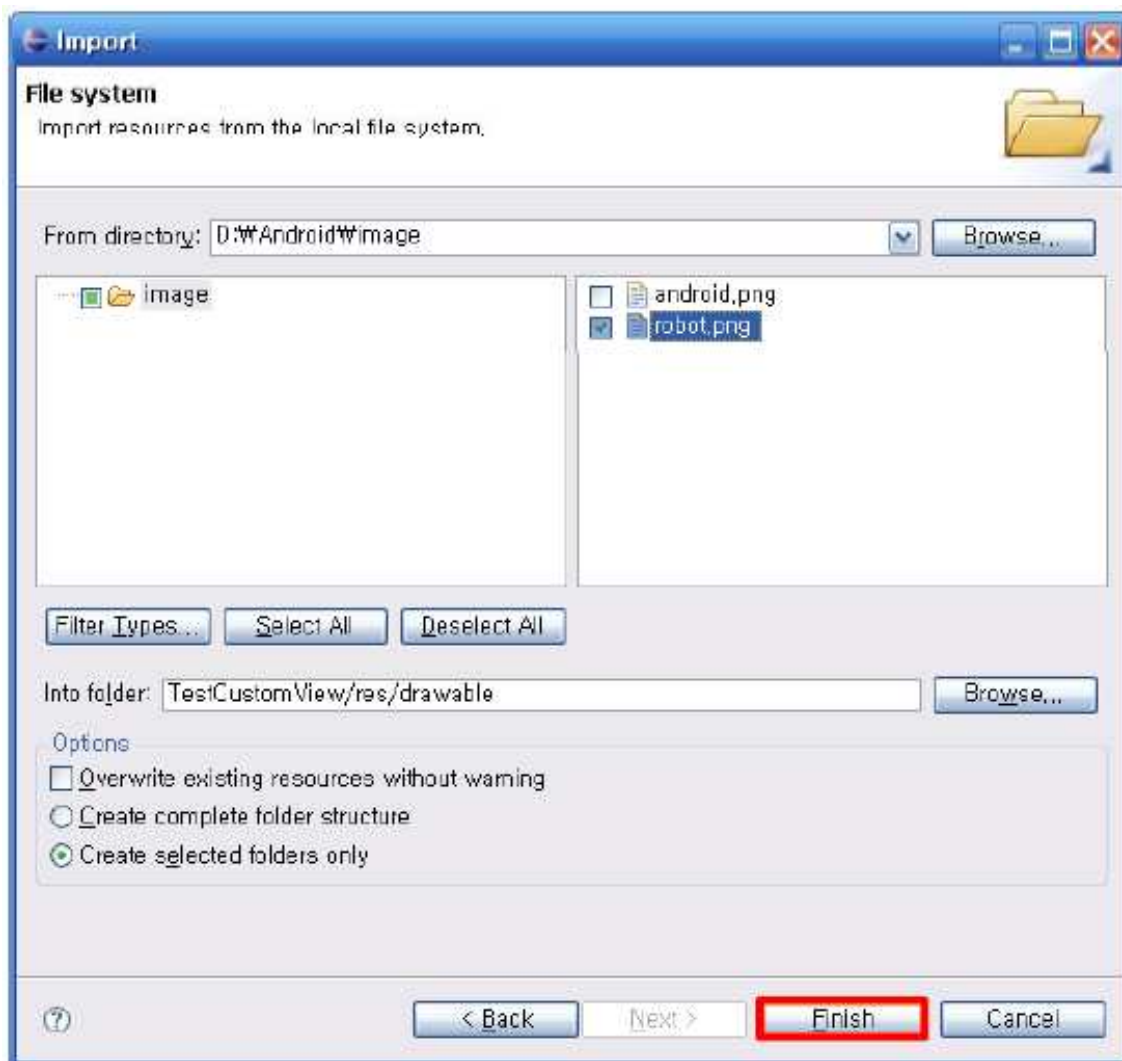 Import
File system
Import resources from the local file system.
From directory: D:₩Android₩image Browse...
image
android.png
robot.png
Filter Types... Select All Deselect All
Into folder: TestCustomView/res/drawable Browse...
Options
Overwrite existing resources without warning
Create complete folder structure
Create selected folders only
? < Back Next > Finish Cancel